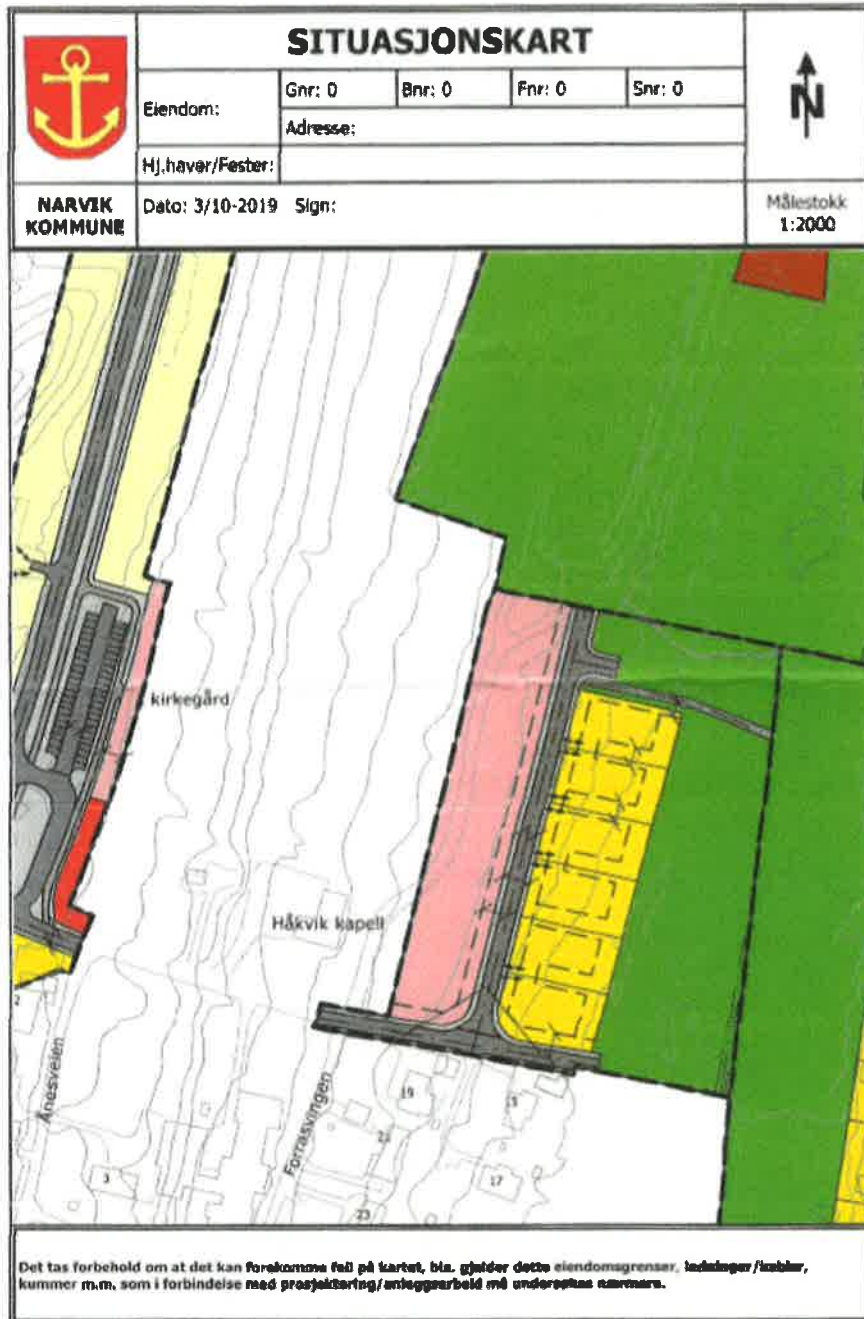 SITUASJONSKART
Eiendom:
Gnr: 0
Bnr: 0
Fnr: 0
Snr: 0
Adresse:
Hj.haver/Fester:
N
NARVIK
KOMMUNE
Dato: 3/10-2019 Sign:
Målestokk
1:2000
kirkegård
Håkvik kapell
2
Ånesveien
Forrasvingen
19
15
21
3
17
23
Det tas forbehold om at det kan forekomme feil på kartet, bla. gjelder dette eiendomsgrenser, ledninger/kabler,
kummer m.m. som i forbindelse med prosjektering/anleggsarbeid må undersøkes nærmere.